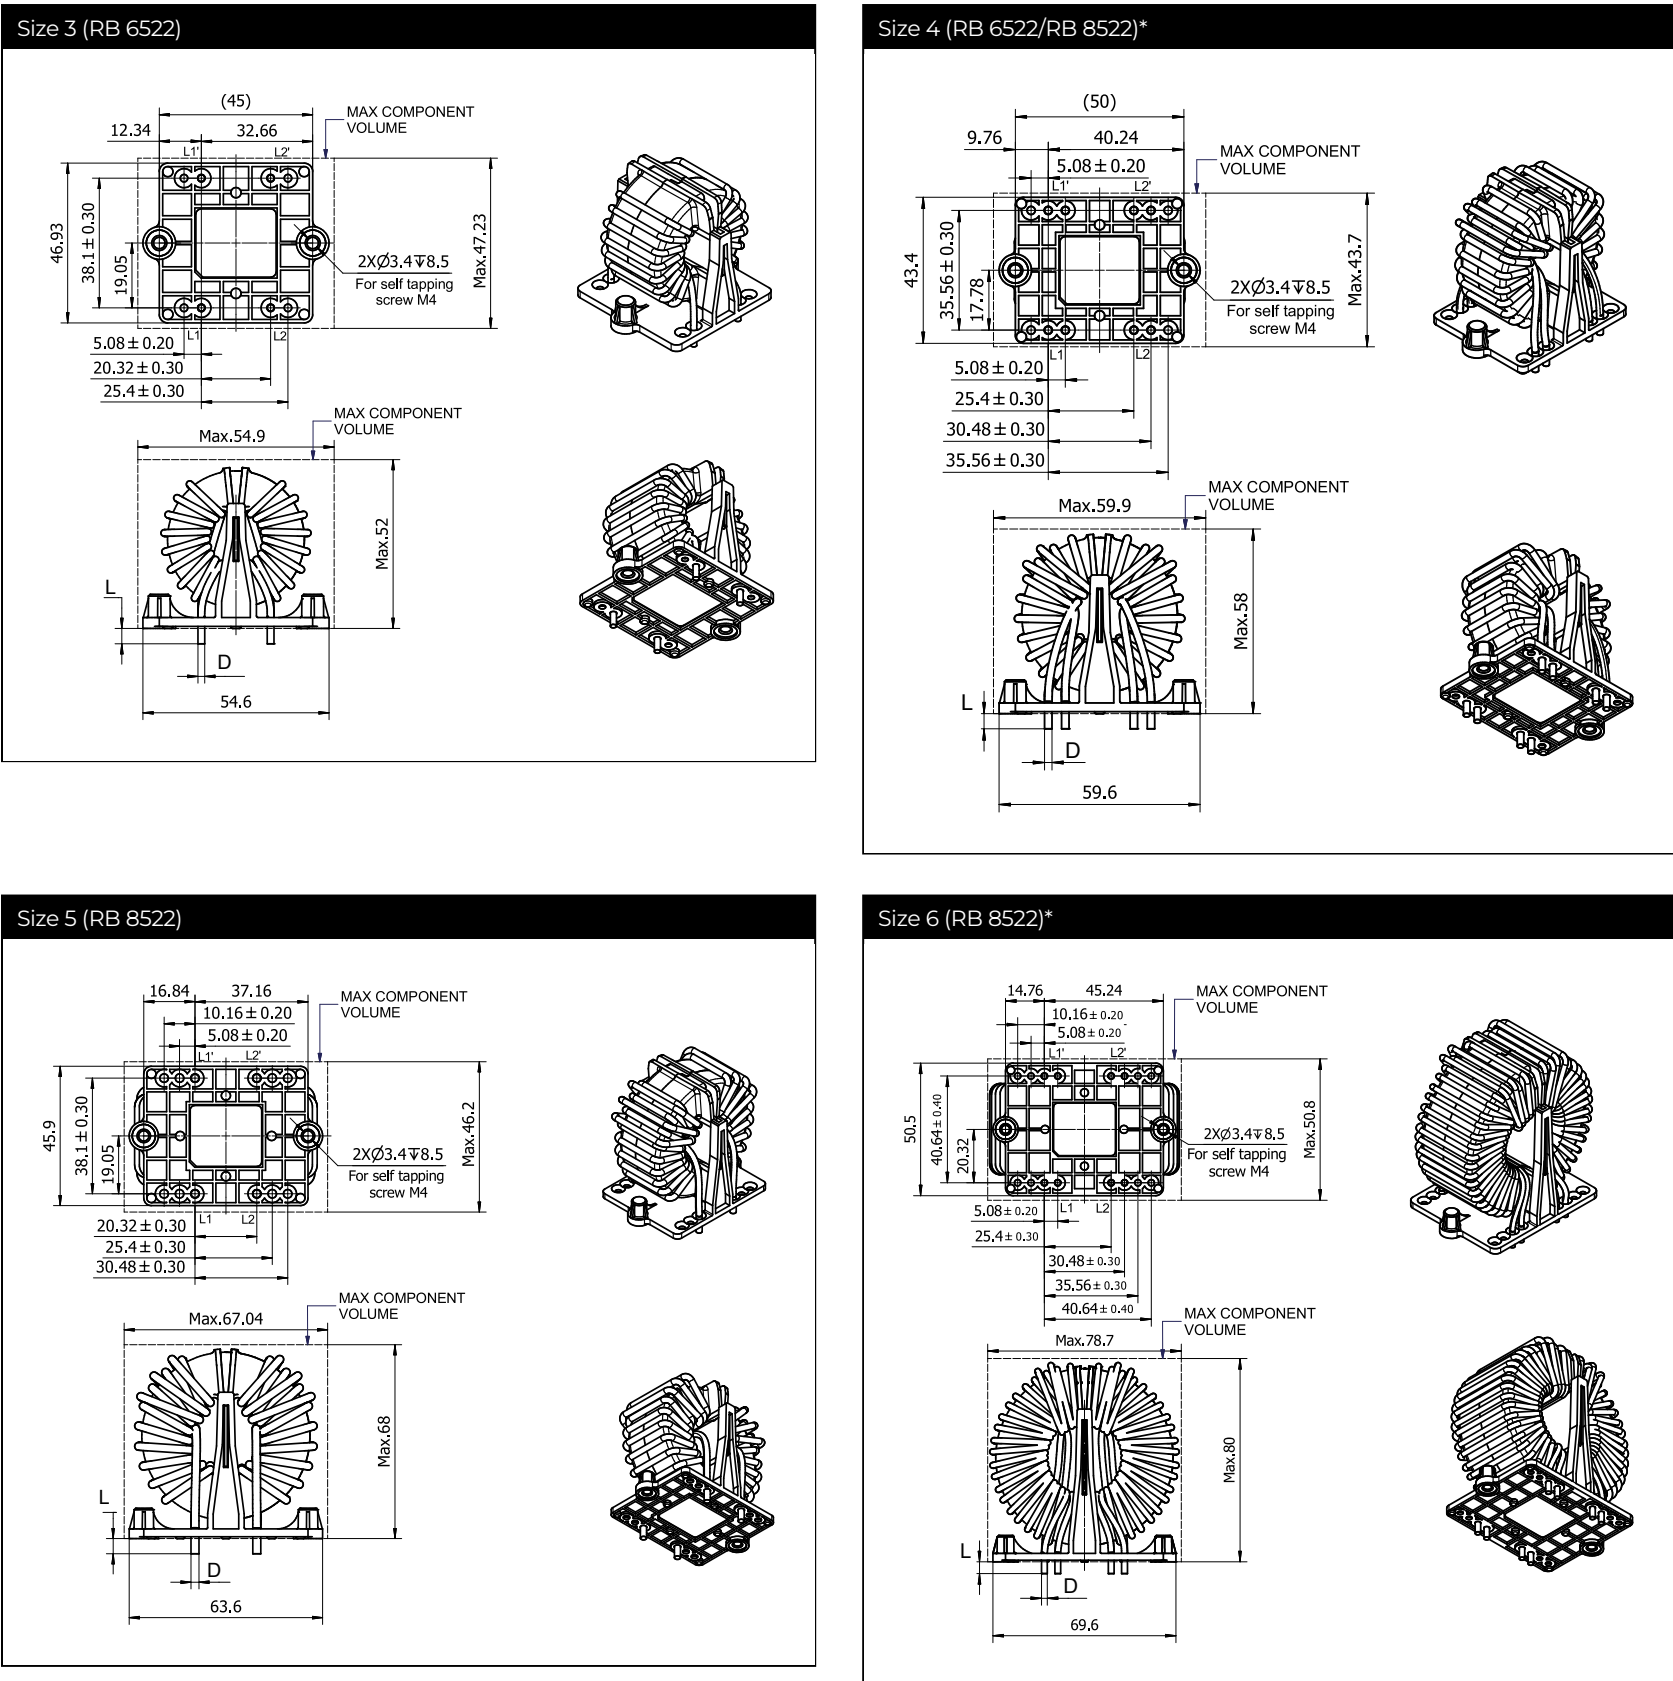 Size 3 (RB 6522)
(45)
MAX COMPONENT
VOLUME
12.34
32.66
L1'
L2'
46.93
38.1 ± 0.30
19.05
Max.47.23
2XØ3.4↧8.5
For self tapping
screw M4
L1
L2
5.08 ± 0.20
20.32 ± 0.30
25.4 ± 0.30
MAX COMPONENT
VOLUME
Max.54.9
Max.52
L
D
54.6
Size 4 (RB 6522/RB 8522)*
(50)
9.76
40.24
MAX COMPONENT
VOLUME
5.08 ± 0.20
L1'
L2'
43.4
35.56 ± 0.30
17.78
Max.43.7
2XØ3.4↧8.5
For self tapping
screw M4
L1
L2
5.08 ± 0.20
25.4 ± 0.30
30.48 ± 0.30
35.56 ± 0.30
MAX COMPONENT
VOLUME
Max.59.9
Max.58
L
D
59.6
Size 5 (RB 8522)
16.84
37.16
MAX COMPONENT
VOLUME
10.16 ± 0.20
5.08 ± 0.20
L1'
L2'
45.9
38.1 ± 0.30
19.05
Max.46.2
2XØ3.4↧8.5
For self tapping
screw M4
L1
L2
20.32 ± 0.30
25.4 ± 0.30
30.48 ± 0.30
MAX COMPONENT
VOLUME
Max.67.04
Max.68
L
D
63.6
Size 6 (RB 8522)*
14.76
45.24
MAX COMPONENT
VOLUME
10.16 ± 0.20
5.08 ± 0.20
L1'
L2'
50.5
40.64 ± 0.40
20.32
Max.50.8
2XØ3.4↧8.5
For self tapping
screw M4
L1
L2
5.08 ± 0.20
25.4 ± 0.30
30.48 ± 0.30
35.56 ± 0.30
40.64 ± 0.40
MAX COMPONENT
VOLUME
Max.78.7
Max.80
L
D
69.6